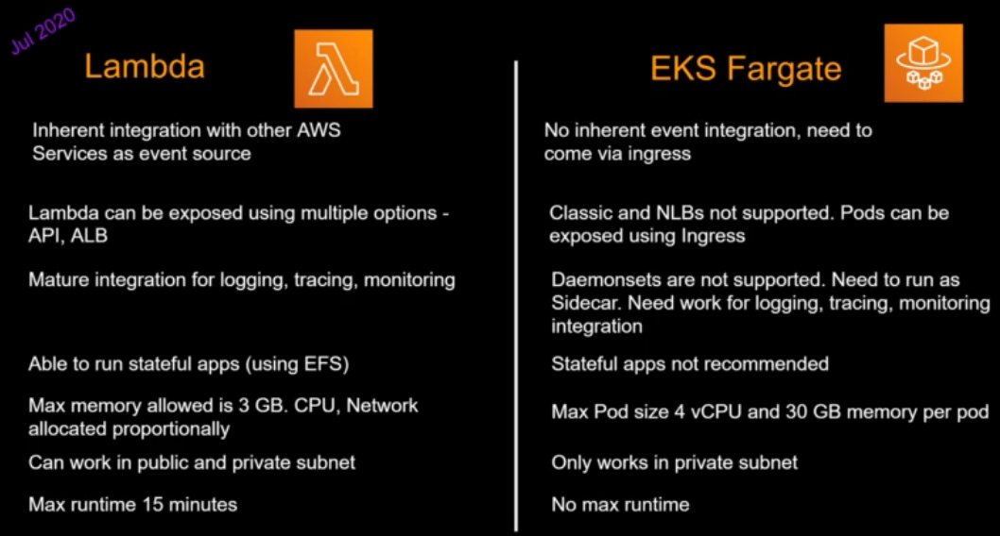 Jul 2020
Lambda
EKS Fargate
Inherent integration with other AWS
Services as event source
No inherent event integration, need to
come via ingress
Lambda can be exposed using multiple options -
API, ALB
Classic and NLBs not supported. Pods can be
exposed using Ingress
Mature integration for logging, tracing, monitoring
Daemonsets are not supported. Need to run as
Sidecar. Need work for logging, tracing, monitoring
integration
Able to run stateful apps (using EFS)
Stateful apps not recommended
Max memory allowed is 3 GB. CPU, Network
allocated proportionally
Max Pod size 4 vCPU and 30 GB memory per pod
Can work in public and private subnet
Only works in private subnet
Max runtime 15 minutes
No max runtime